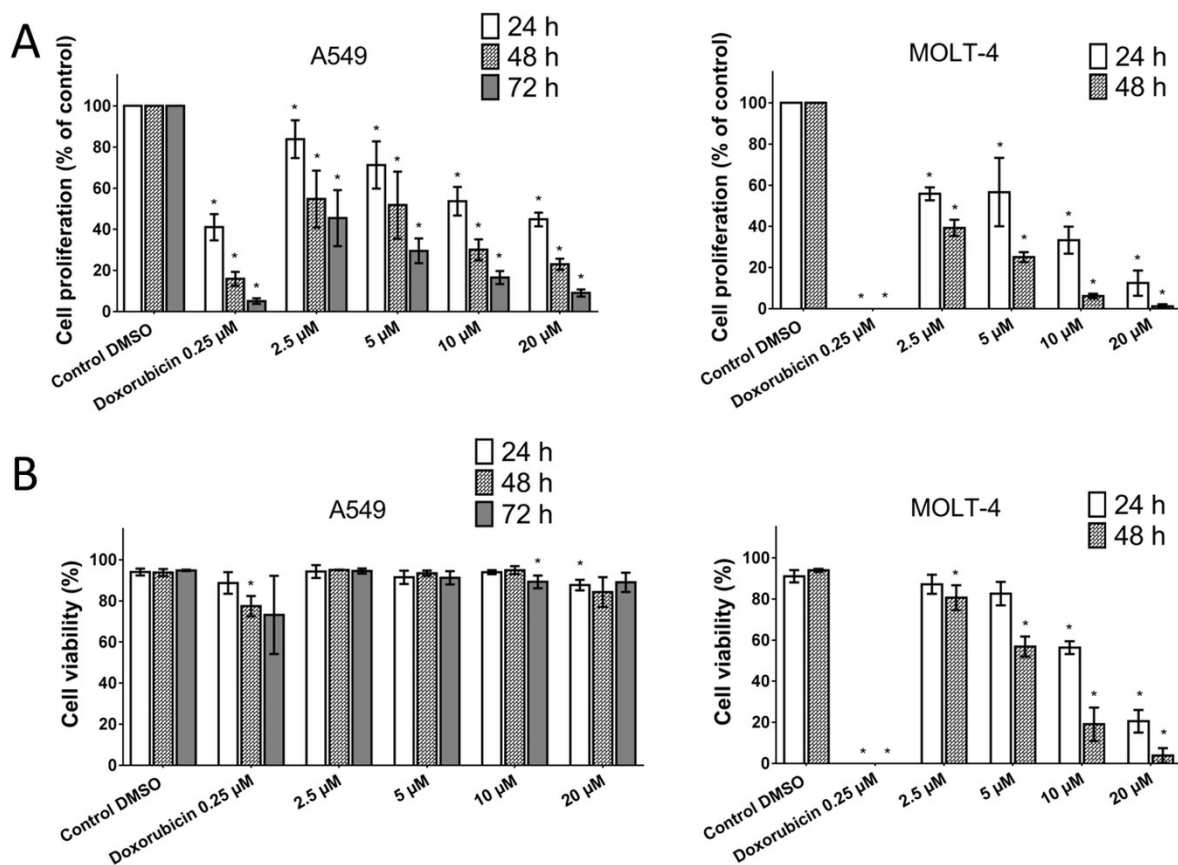 A
A549
24 h
48 h
72 h
Cell proliferation (% of control)
100
80
60
40
20
0
* * * * * * * * * * * * * * *
Control DMSO
Doxorubicin 0.25 µM
2.5 µM
5 µM
10 µM
20 µM
MOLT-4
24 h
48 h
Cell proliferation (% of control)
100
80
60
40
20
0
* * * * * * * * * *
Control DMSO
Doxorubicin 0.25 µM
2.5 µM
5 µM
10 µM
20 µM
B
A549
24 h
48 h
72 h
Cell viability (%)
100
80
60
40
20
0
* * *
Control DMSO
Doxorubicin 0.25 µM
2.5 µM
5 µM
10 µM
20 µM
MOLT-4
24 h
48 h
Cell viability (%)
100
80
60
40
20
0
* * * * * * * *
Control DMSO
Doxorubicin 0.25 µM
2.5 µM
5 µM
10 µM
20 µM